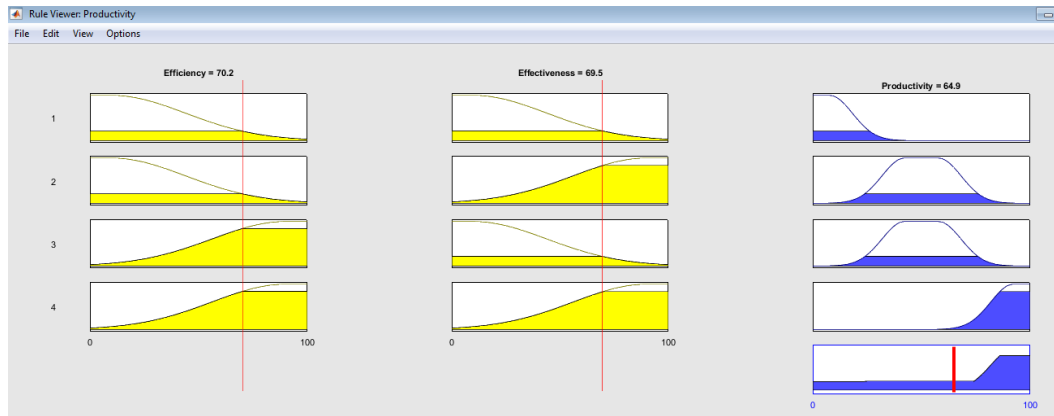 Rule Viewer: Productivity
File Edit View Options
Efficiency = 70.2
Effectiveness = 69.5
Productivity = 64.9
1
2
3
4
0 100
0 100
0 100